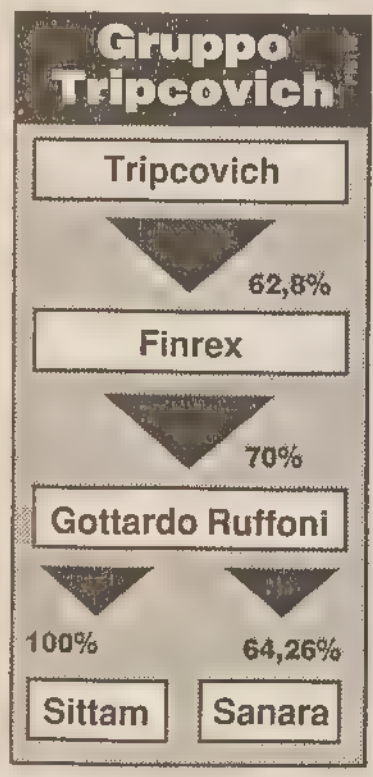 Gruppo
Tripcovich
Tripcovich
62,8%
Finrex
70%
Gottardo Ruffoni
100%
64,26%
Sittam
Sanara